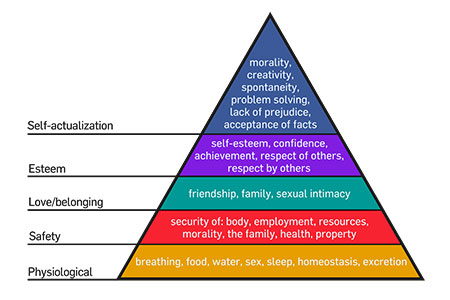 morality,
creativity,
spontaneity,
problem solving,
lack of prejudice,
acceptance of facts
Self-actualization
self-esteem, confidence,
achievement, respect of others,
respect by others
Esteem
friendship, family, sexual intimacy
Love/belonging
security of: body, employment, resources,
morality, the family, health, property
Safety
breathing, food, water, sex, sleep, homeostasis, excretion
Physiological